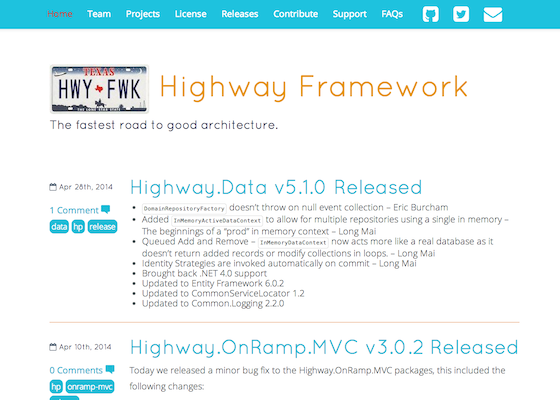 Home Team Projects License Releases Contribute Support FAQs
TEXAS
HWY FWK
Highway Framework
The fastest road to good architecture.
Apr 28th, 2014
Highway.Data v5.1.0 Released
1 Comment
data hp release
DomainRepositoryFactory doesn't throw on null event collection – Eric Burcham
Added InMemoryActiveDataContext to allow for multiple repositories using a single in memory –
The beginnings of a "prod" in memory context – Long Mai
Queued Add and Remove – InMemoryDataContext now acts more like a real database as it
doesn't return added records or modify collections in loops. – Long Mai
Identity Strategies are invoked automatically on commit – Long Mai
Brought back .NET 4.0 support
Updated to Entity Framework 6.0.2
Updated to CommonServiceLocator 1.2
Updated to Common.Logging 2.2.0
Apr 10th, 2014
Highway.OnRamp.MVC v3.0.2 Released
0 Comments
hp onramp-mvc
Today we released a minor bug fix to the Highway.OnRamp.MVC packages, this included the
following changes: